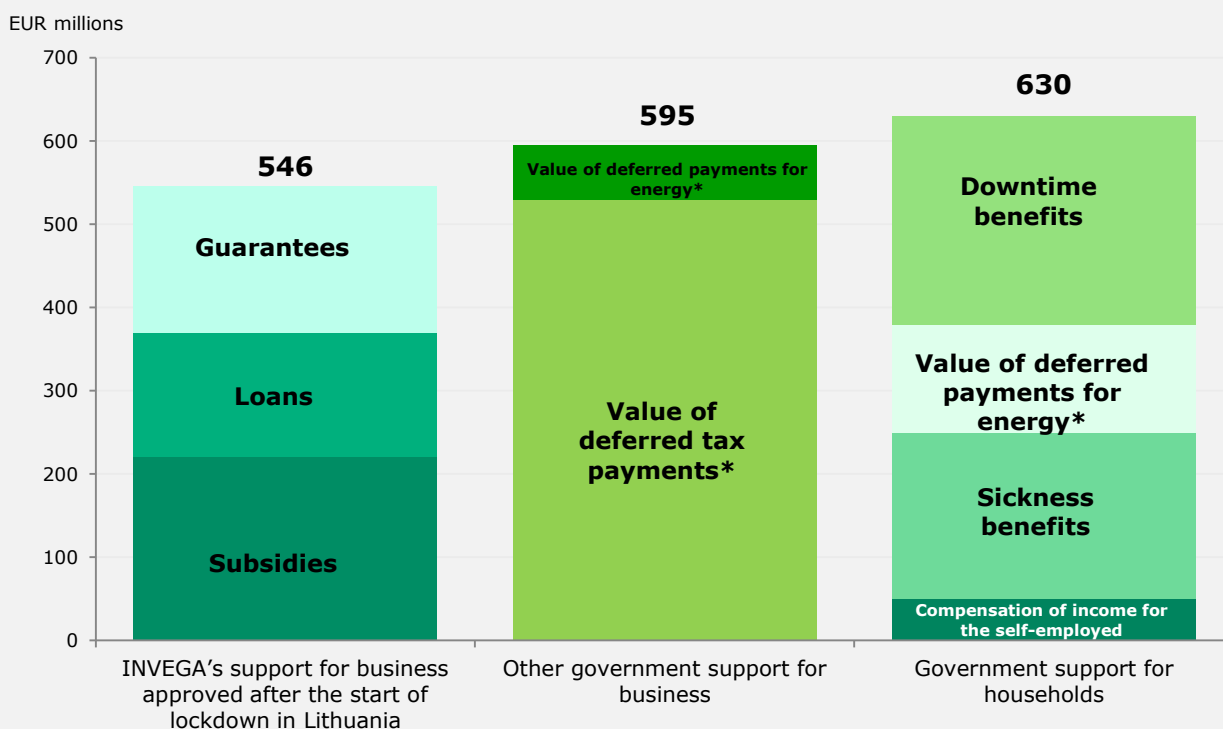 EUR millions
700
600
500
400
300
200
100
0
546
Guarantees
Loans
Subsidies
595
Value of deferred payments for
energy*
Value of
deferred tax
payments*
630
Downtime
benefits
Value of deferred
payments for
energy*
Sickness
benefits
Compensation of income for
the self-employed
INVEGA’s support for business
approved after the start of
lockdown in Lithuania
Other government support for
business
Government support for
households